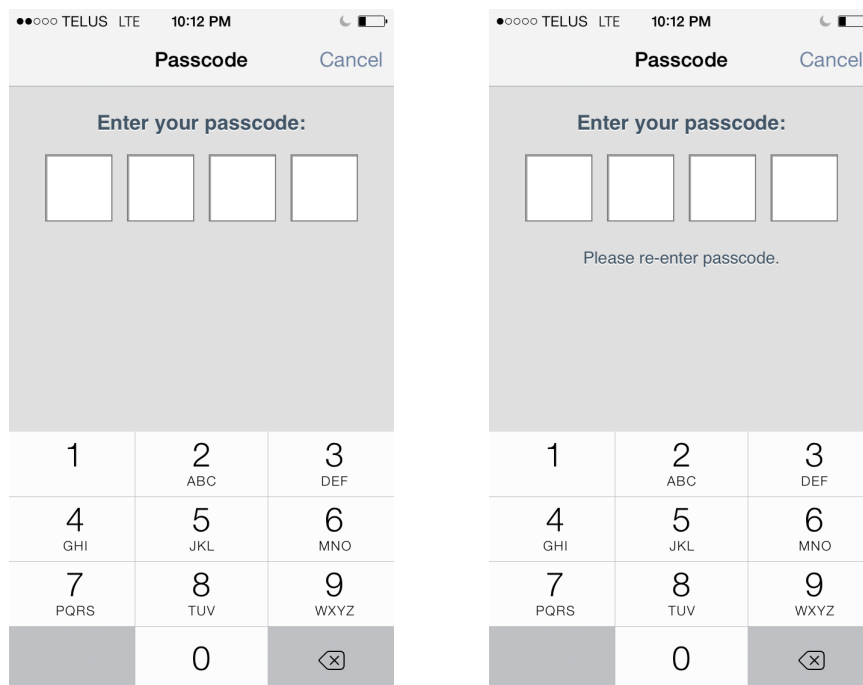 TELUS LTE 10:12 PM
Passcode Cancel
Enter your passcode:
1 2 3
ABC DEF
4 5 6
GHI JKL MNO
7 8 9
PQRS TUV WXYZ
0
TELUS LTE 10:12 PM
Passcode Cancel
Enter your passcode:
Please re-enter passcode.
1 2 3
ABC DEF
4 5 6
GHI JKL MNO
7 8 9
PQRS TUV WXYZ
0